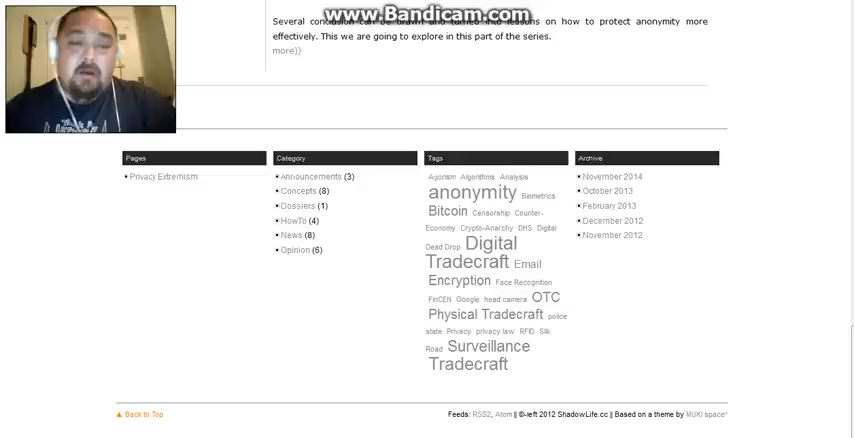 www.Bandicam.com
Several conclusion can be drawn and turned into lessons on how to protect anonymity more
effectively. This we are going to explore in this part of the series.
more))
Pages
Privacy Extremism
Category
Announcements (3)
Concepts (8)
Dossiers (1)
HowTo (4)
News (8)
Opinion (6)
Tags
Agorism Algorithms Analysis
anonymity Biometrics
Bitcoin Censorship Counter-
Economy Crypto-Anarchy DHS Digital
Dead Drop Digital
Tradecraft Email
Encryption Face Recognition
FinCEN Google head camera OTC
Physical Tradecraft police
state Privacy privacy law RFID Silk
Road Surveillance
Tradecraft
Archive
November 2014
October 2013
February 2013
December 2012
November 2012
▲ Back to Top
Feeds: RSS2, Atom || ©-left 2012 ShadowLife.cc || Based on a theme by MUKI space*